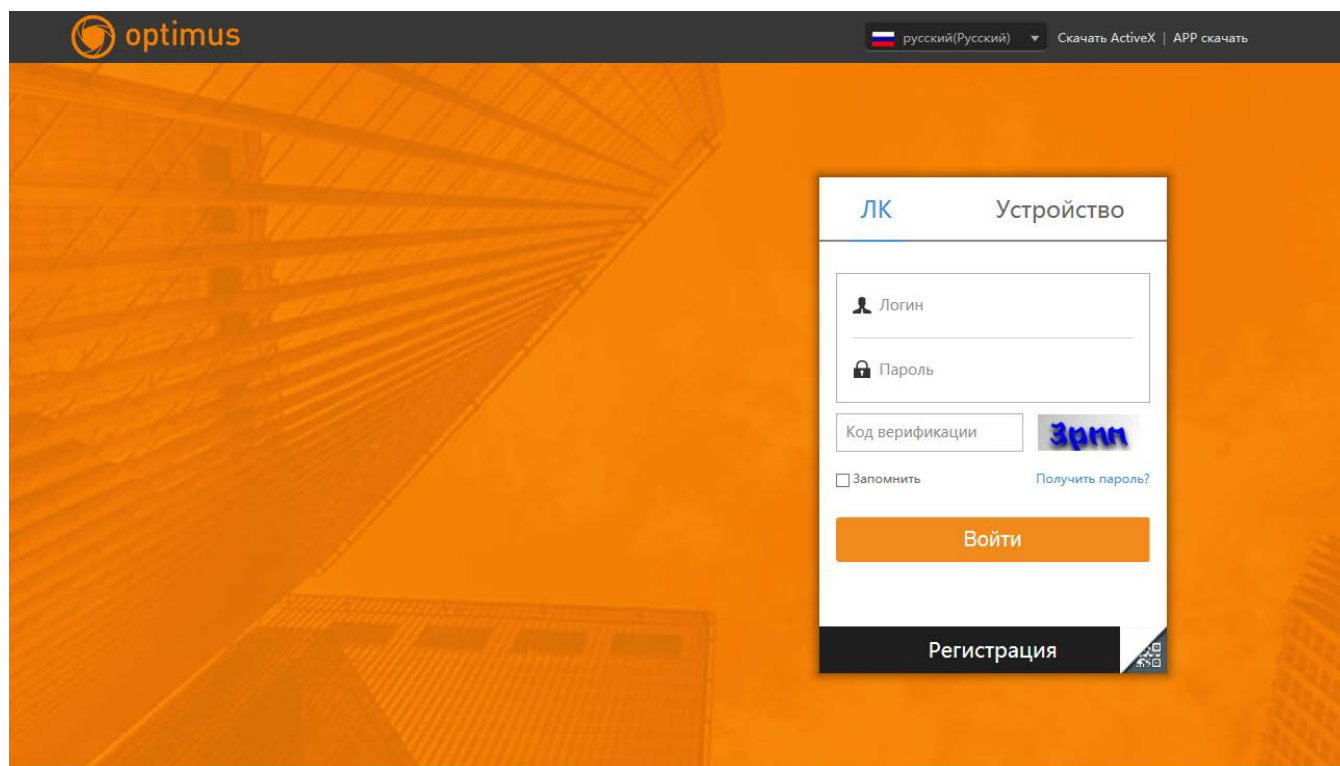 optimus
русский(Русский) Скачать ActiveX | APP скачать
ЛК Устройство
Логин
Пароль
Код верификации 3pnn
Запомнить Получить пароль?
Войти
Регистрация